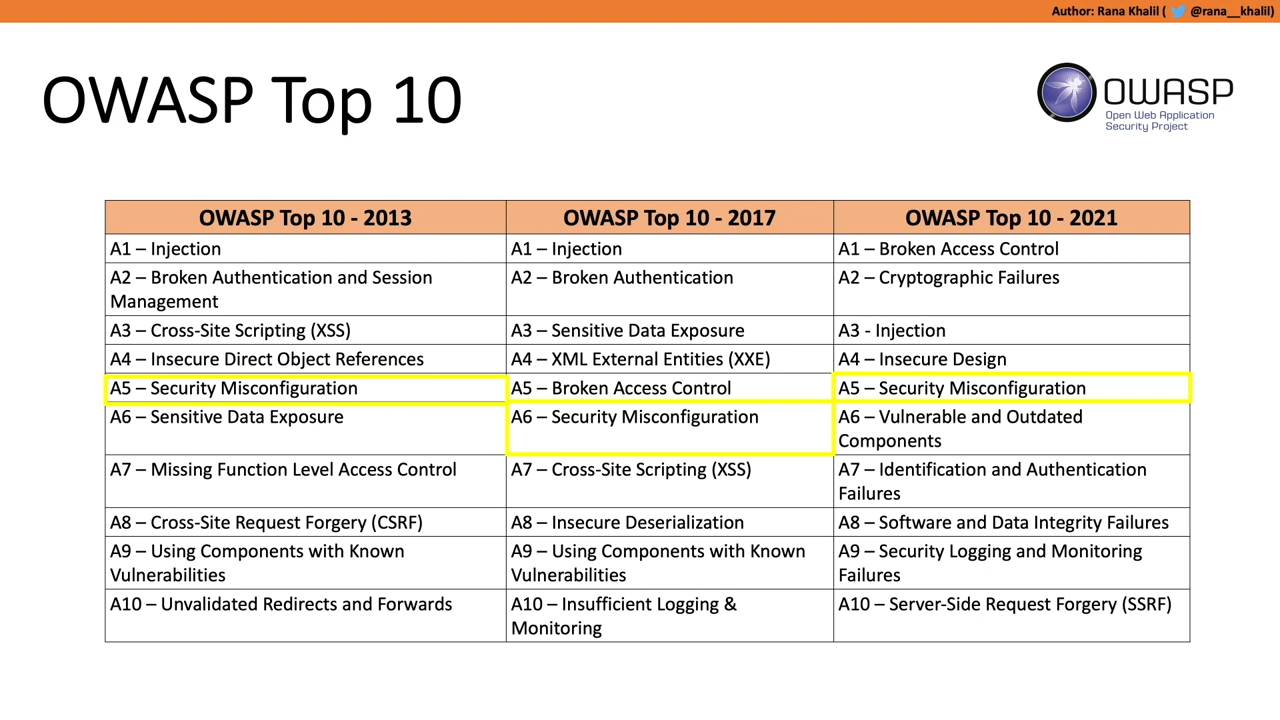 Author: Rana Khalil ( @rana__khalil)
OWASP Top 10
OWASP
Open Web Application
Security Project
OWASP Top 10 - 2013
OWASP Top 10 - 2017
OWASP Top 10 - 2021
A1 – Injection
A1 – Injection
A1 – Broken Access Control
A2 – Broken Authentication and Session
Management
A2 – Broken Authentication
A2 – Cryptographic Failures
A3 – Cross-Site Scripting (XSS)
A3 – Sensitive Data Exposure
A3 - Injection
A4 – Insecure Direct Object References
A4 – XML External Entities (XXE)
A4 – Insecure Design
A5 – Security Misconfiguration
A5 – Broken Access Control
A5 – Security Misconfiguration
A6 – Sensitive Data Exposure
A6 – Security Misconfiguration
A6 – Vulnerable and Outdated
Components
A7 – Missing Function Level Access Control
A7 – Cross-Site Scripting (XSS)
A7 – Identification and Authentication
Failures
A8 – Cross-Site Request Forgery (CSRF)
A8 – Insecure Deserialization
A8 – Software and Data Integrity Failures
A9 – Using Components with Known
Vulnerabilities
A9 – Using Components with Known
Vulnerabilities
A9 – Security Logging and Monitoring
Failures
A10 – Unvalidated Redirects and Forwards
A10 – Insufficient Logging &
Monitoring
A10 – Server-Side Request Forgery (SSRF)